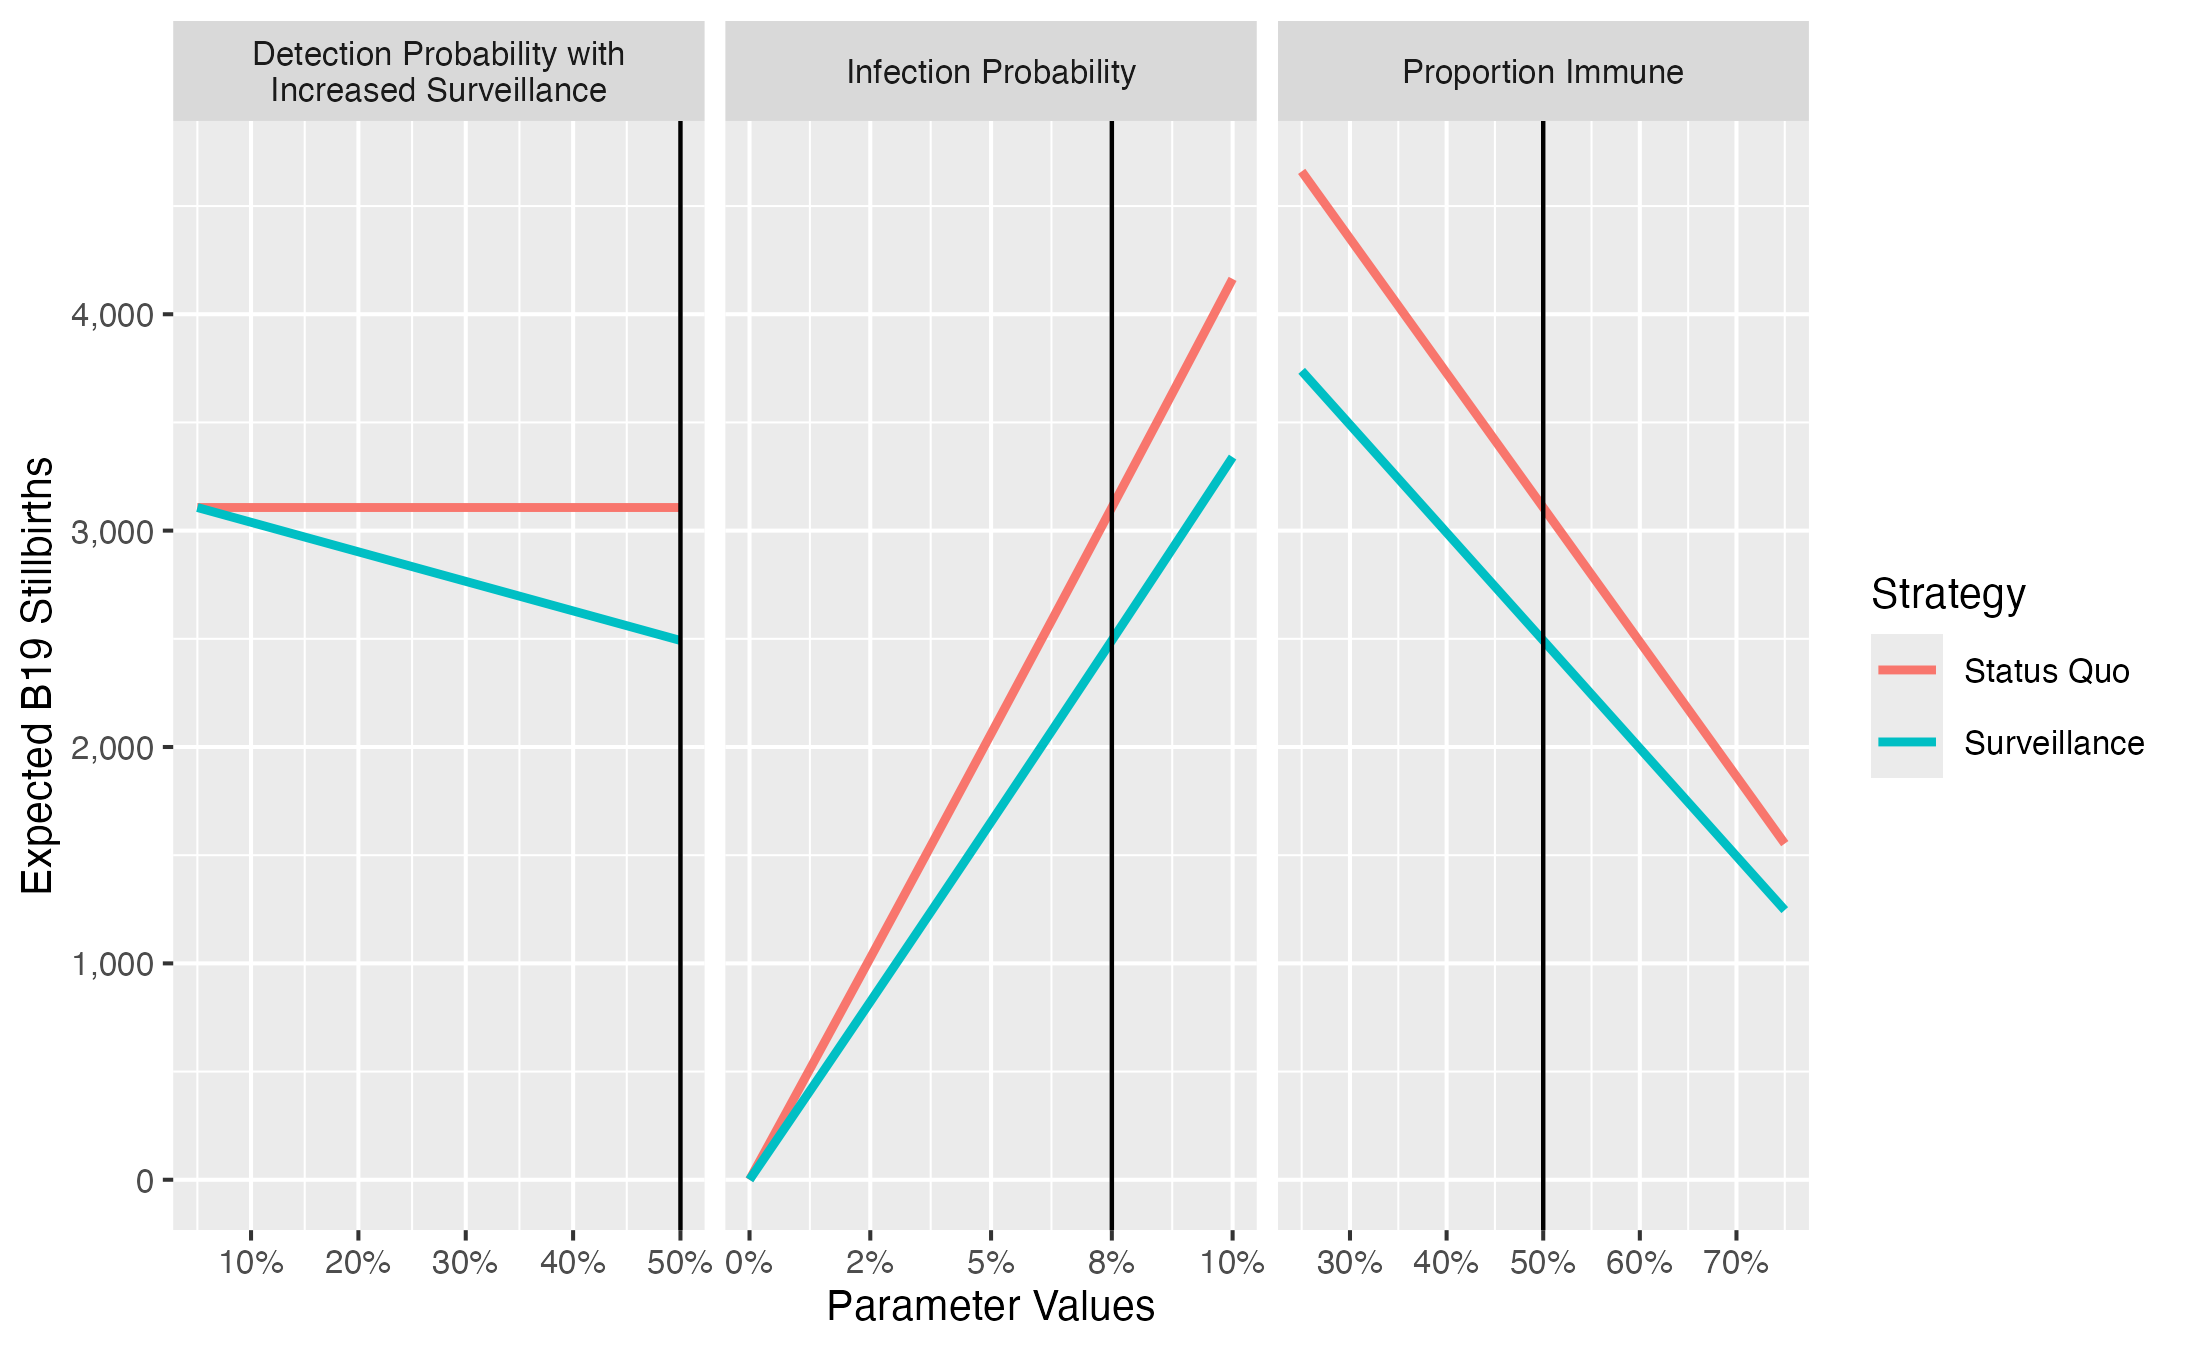 Detection Probability with
Increased Surveillance
Infection Probability
Proportion Immune
Expected B19 Stillbirths
4,000
3,000
2,000
1,000
0
10% 20% 30% 40% 50%
0% 2% 5% 8% 10%
30% 40% 50% 60% 70%
Parameter Values
Strategy
Status Quo
Surveillance